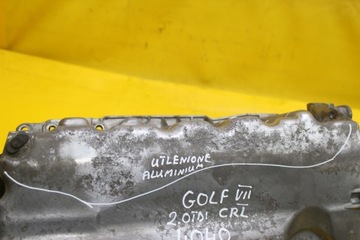 UTLENIONE
ALUMINIUM
GOLF VII
2.0TDI CRL